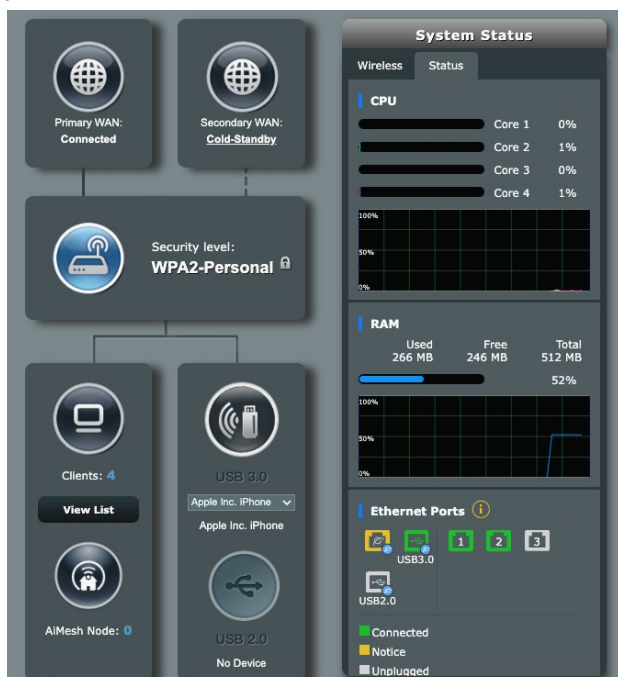 Primary WAN:
Connected
Secondary WAN:
Cold-Standby
Security level:
WPA2-Personal
Clients: 4
View List
AiMesh Node: 0
USB 3.0
Apple Inc. iPhone
Apple Inc. iPhone
USB 2.0
No Device
System Status
Wireless Status
CPU
Core 1 0%
Core 2 1%
Core 3 0%
Core 4 1%
100%
50%
0%
RAM
Used Free Total
266 MB 246 MB 512 MB
52%
100%
50%
0%
Ethernet Ports
USB3.0 1 2 3
USB2.0
Connected
Notice
Unplugged